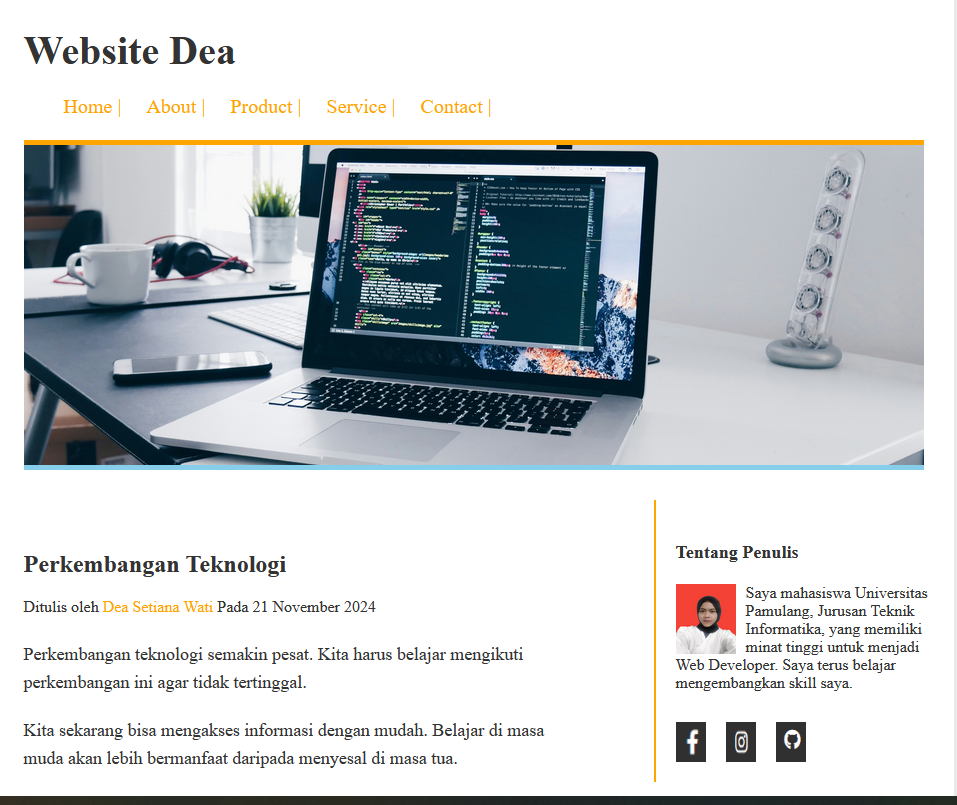 Website Dea
Home | About | Product | Service | Contact |
Perkembangan Teknologi
Ditulis oleh Dea Setiana Wati Pada 21 November 2024
Perkembangan teknologi semakin pesat. Kita harus belajar mengikuti
perkembangan ini agar tidak tertinggal.
Kita sekarang bisa mengakses informasi dengan mudah. Belajar di masa
muda akan lebih bermanfaat daripada menyesal di masa tua.
Tentang Penulis
Saya mahasiswa Universitas
Pamulang, Jurusan Teknik
Informatika, yang memiliki
minat tinggi untuk menjadi
Web Developer. Saya terus belajar
mengembangkan skill saya.